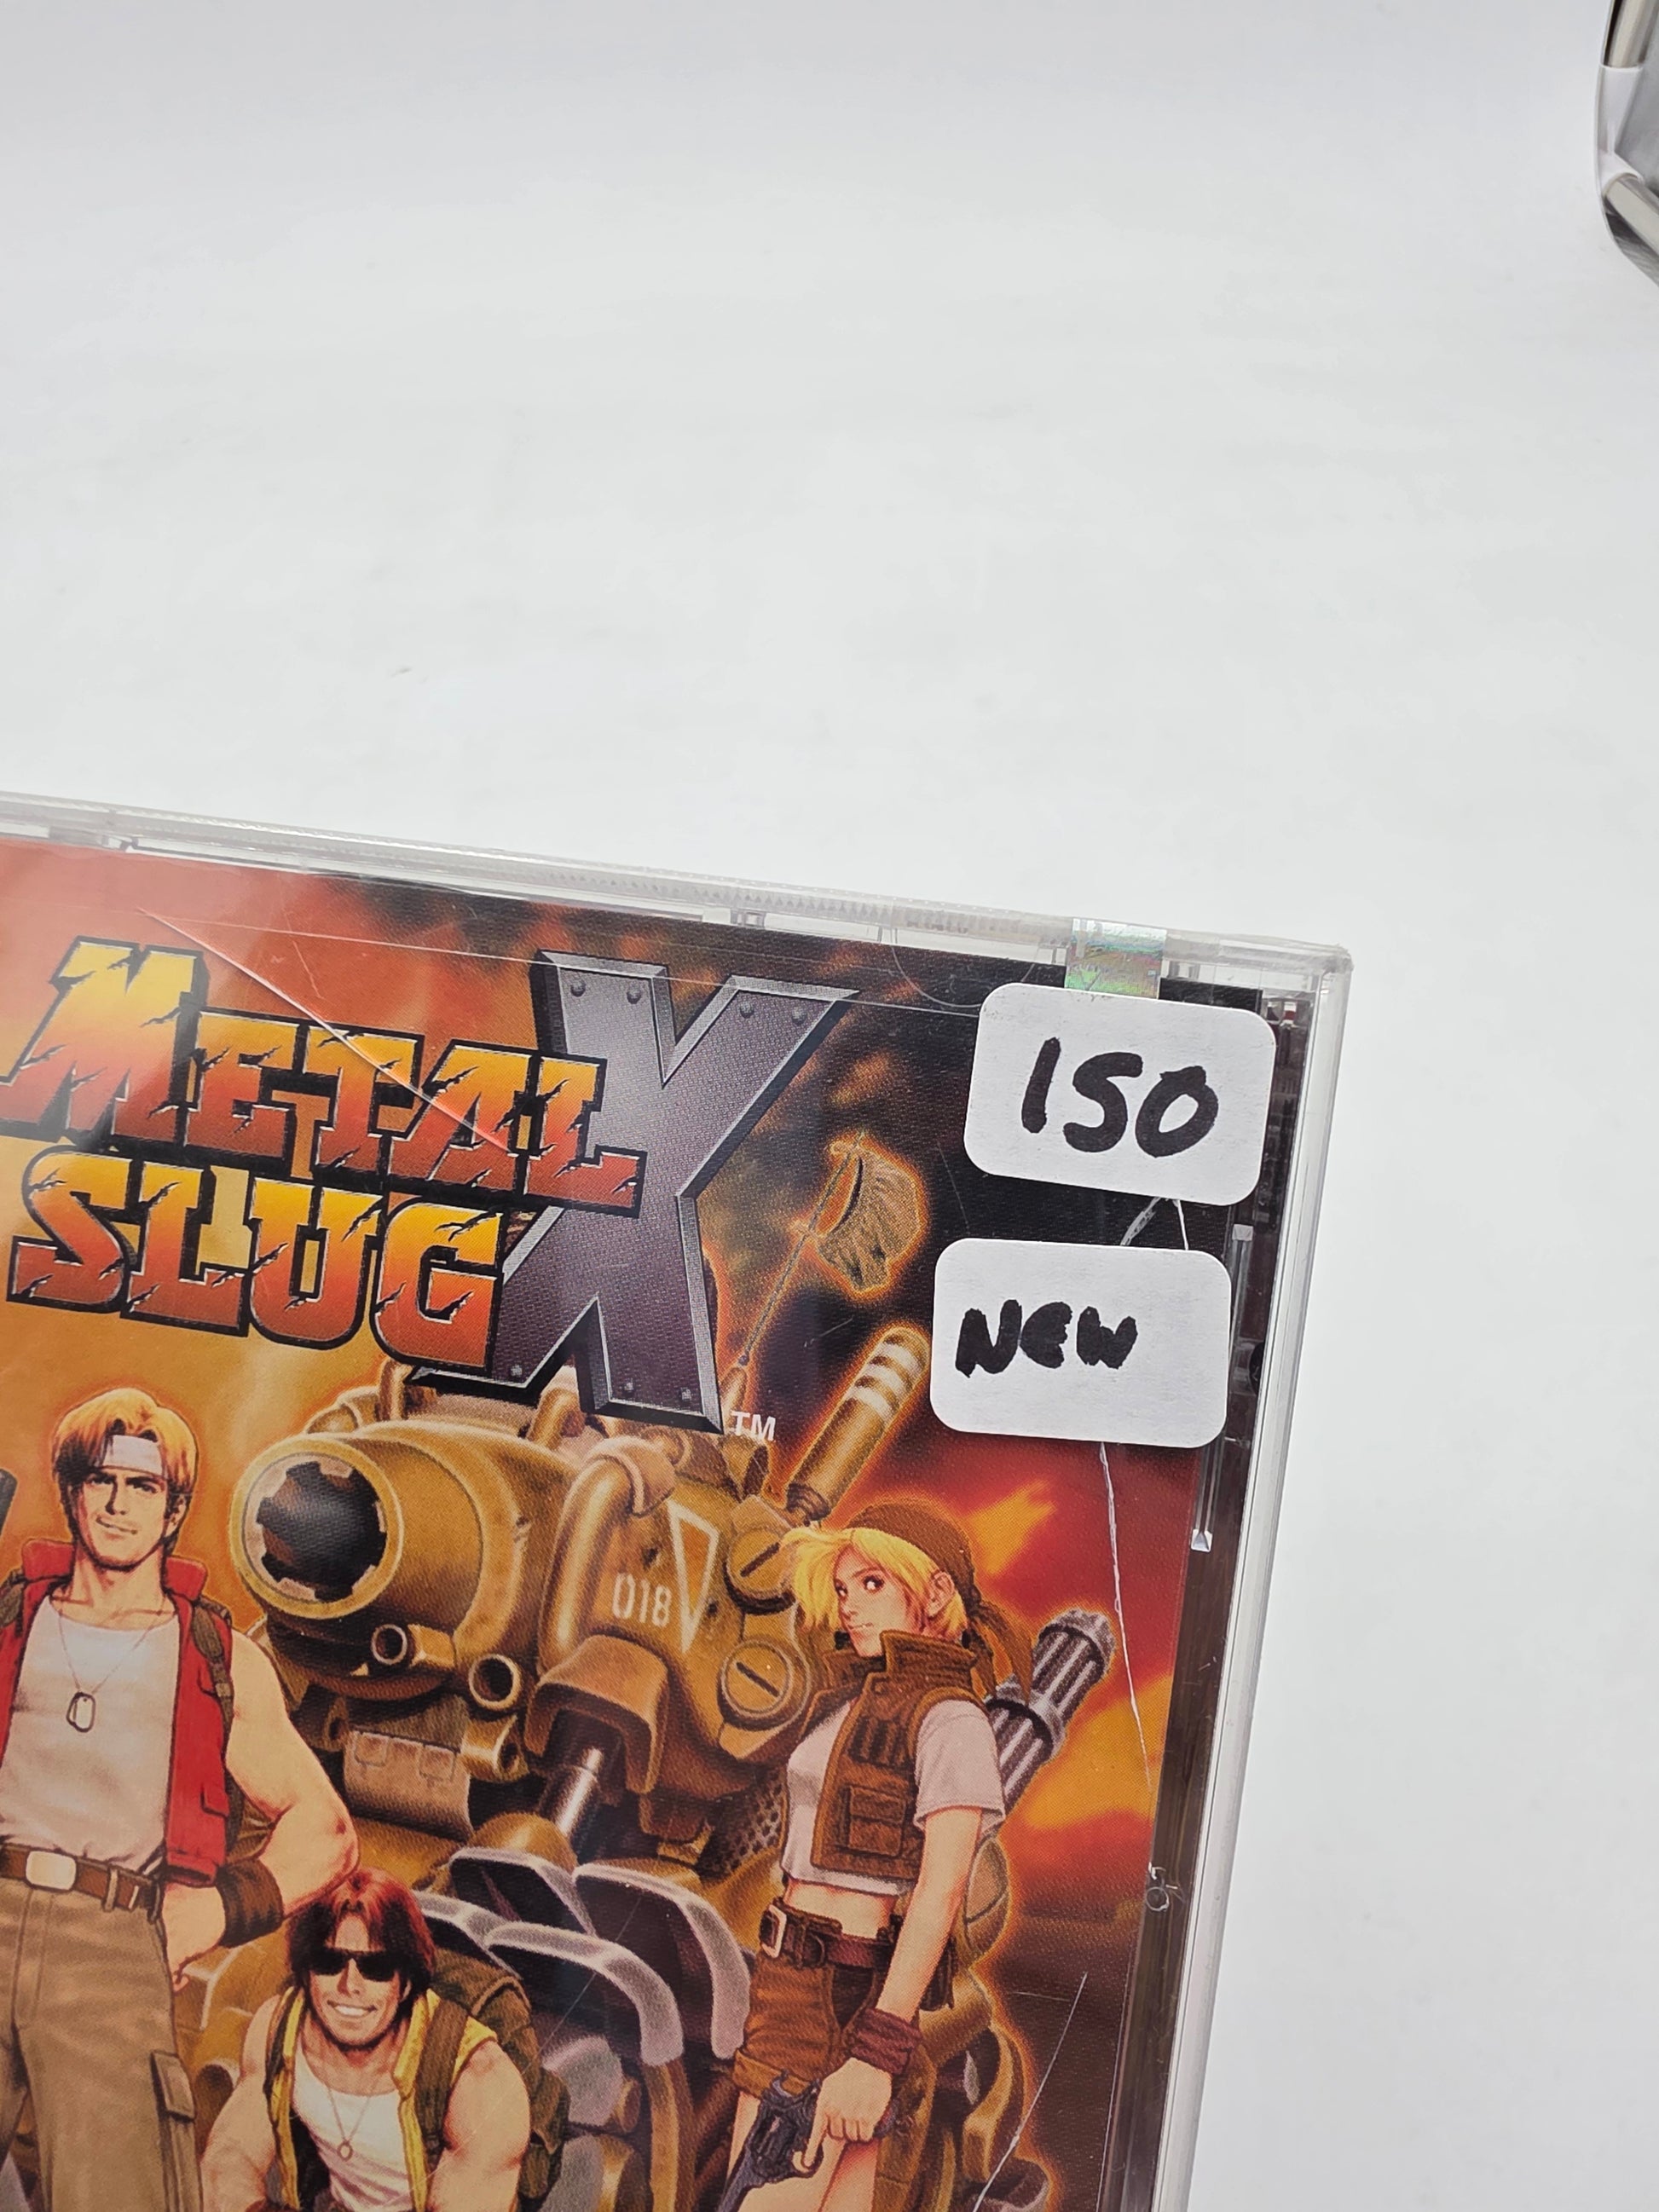 METAL
SLUG X
TM
150
NEW
018